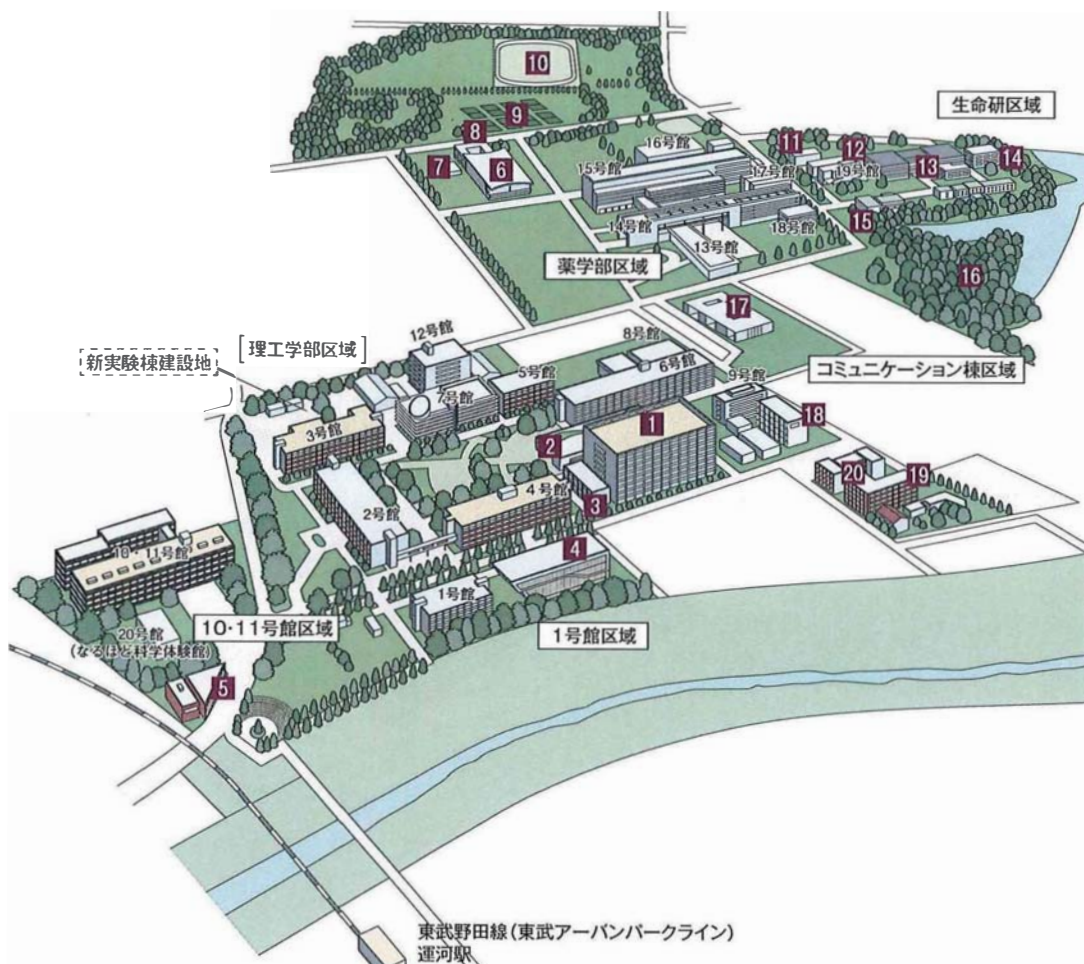 10
生命研区域
9
8
11
12
16号館
7
6
15号館
13
14
17号館
19号館
14号館
18号館
15
13号館
薬学部区域
16
17
12号館
8号館
[理工学部区域]
新実験棟建設地
5号館
6号館
コミュニケーション棟区域
7号館
9号館
3号館
1
18
2
4号館
20
19
2号館
3
4
10・11号館
1号館
20号館
(なるほど科学体験館)
10・11号館区域
1号館区域
5
東武野田線(東武アーバンパークライン)
運河駅